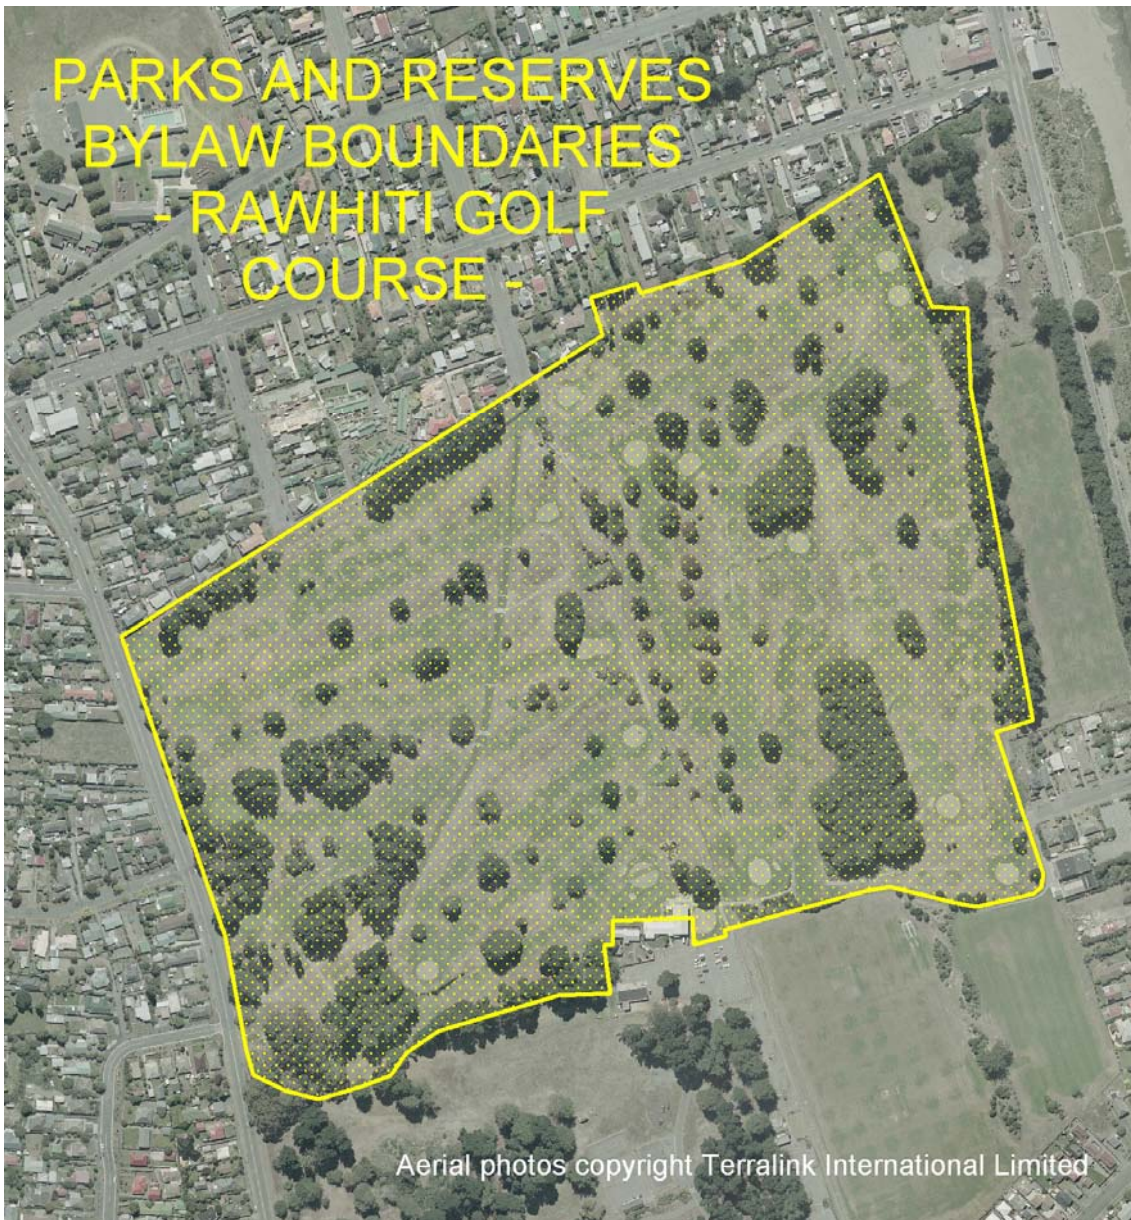 PARKS AND RESERVES
BYLAW BOUNDARIES
- RAWHITI GOLF
COURSE -
Aerial photos copyright Terralink International Limited